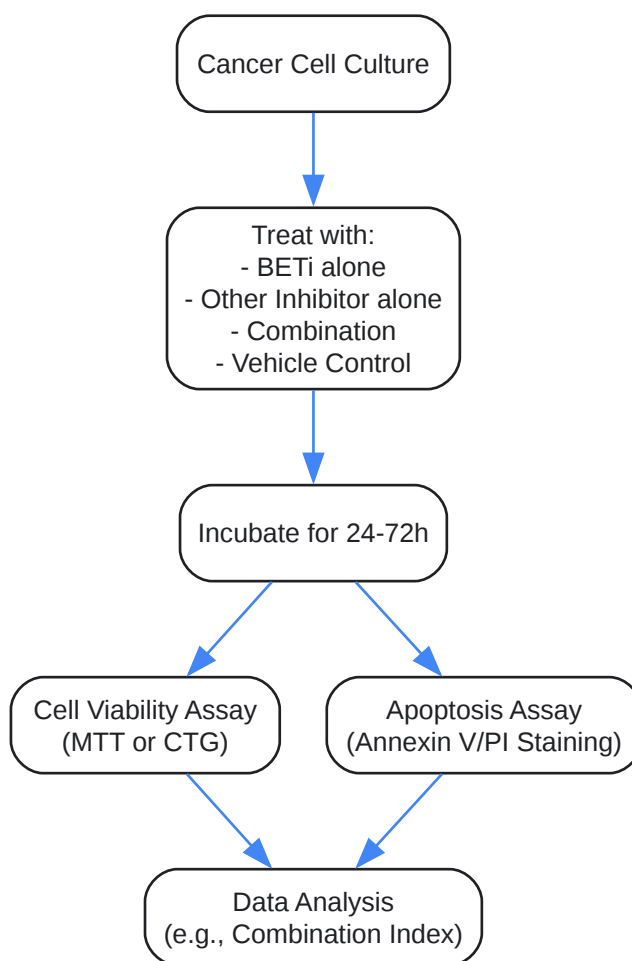 Cancer Cell Culture
Treat with:
- BETi alone
- Other Inhibitor alone
- Combination
- Vehicle Control
Incubate for 24-72h
Cell Viability Assay
(MTT or CTG)
Apoptosis Assay
(Annexin V/PI Staining)
Data Analysis
(e.g., Combination Index)